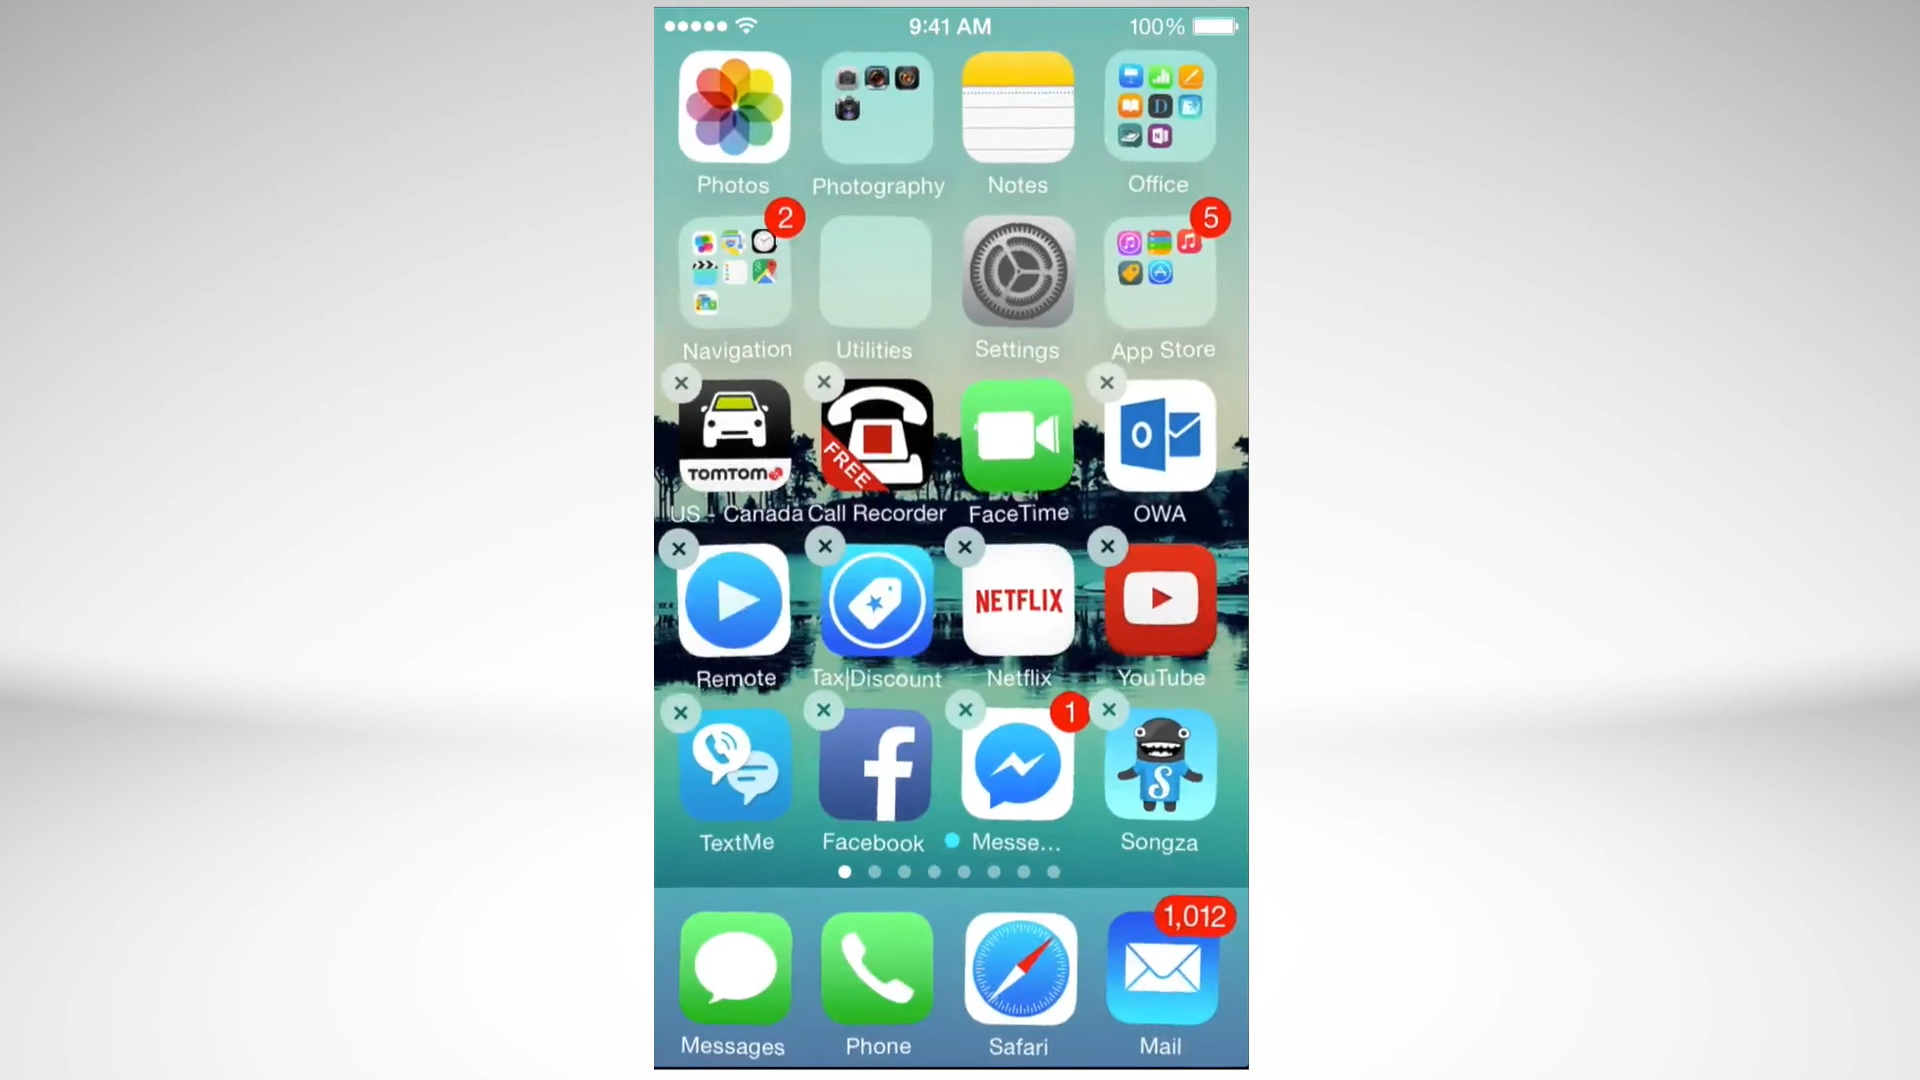 9:41 AM 100%
Photos Photography Notes Office
2 5
Navigation Utilities Settings App Store
TOMTOM FREE
US - Canada Call Recorder FaceTime OWA
NETFLIX
Remote Tax|Discount Netflix YouTube
1
TextMe Facebook Messe... Songza
1,012
Messages Phone Safari Mail